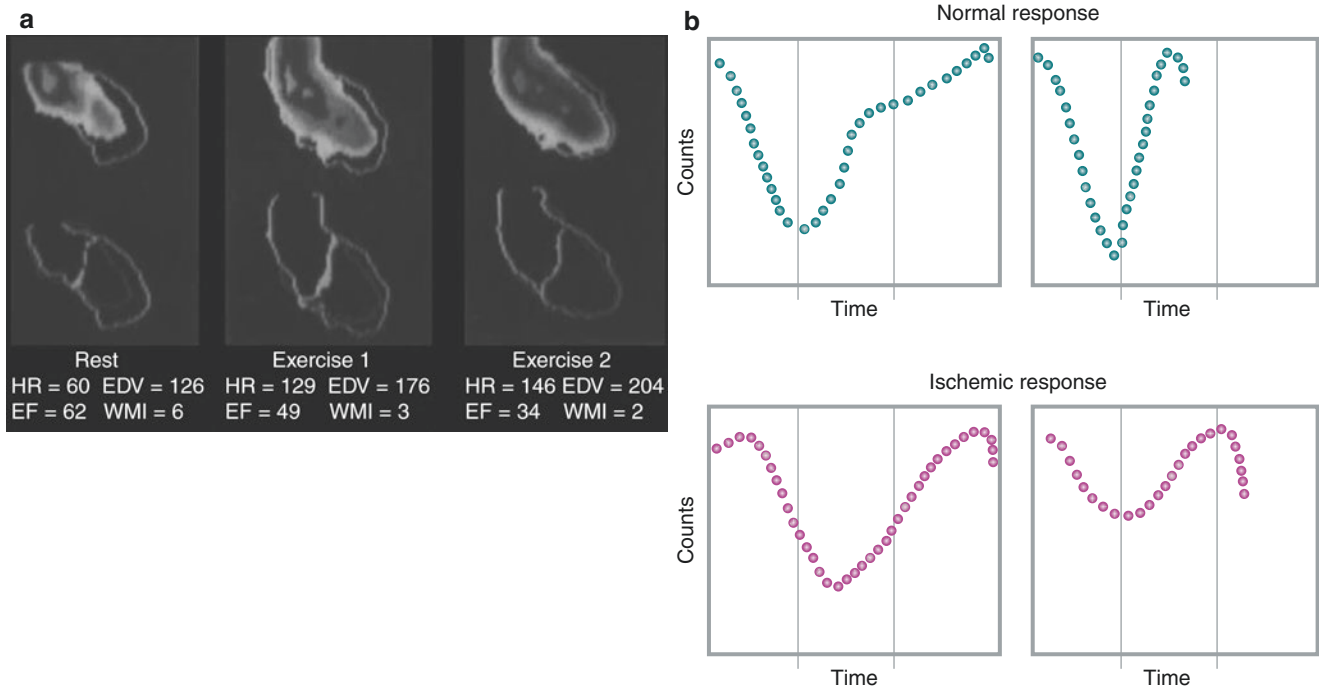 a
Rest
HR = 60 EDV = 126
EF = 62 WMI = 6
Exercise 1
HR = 129 EDV = 176
EF = 49 WMI = 3
Exercise 2
HR = 146 EDV = 204
EF = 34 WMI = 2
b
Normal response
Counts
Time
Time
Ischemic response
Counts
Time
Time